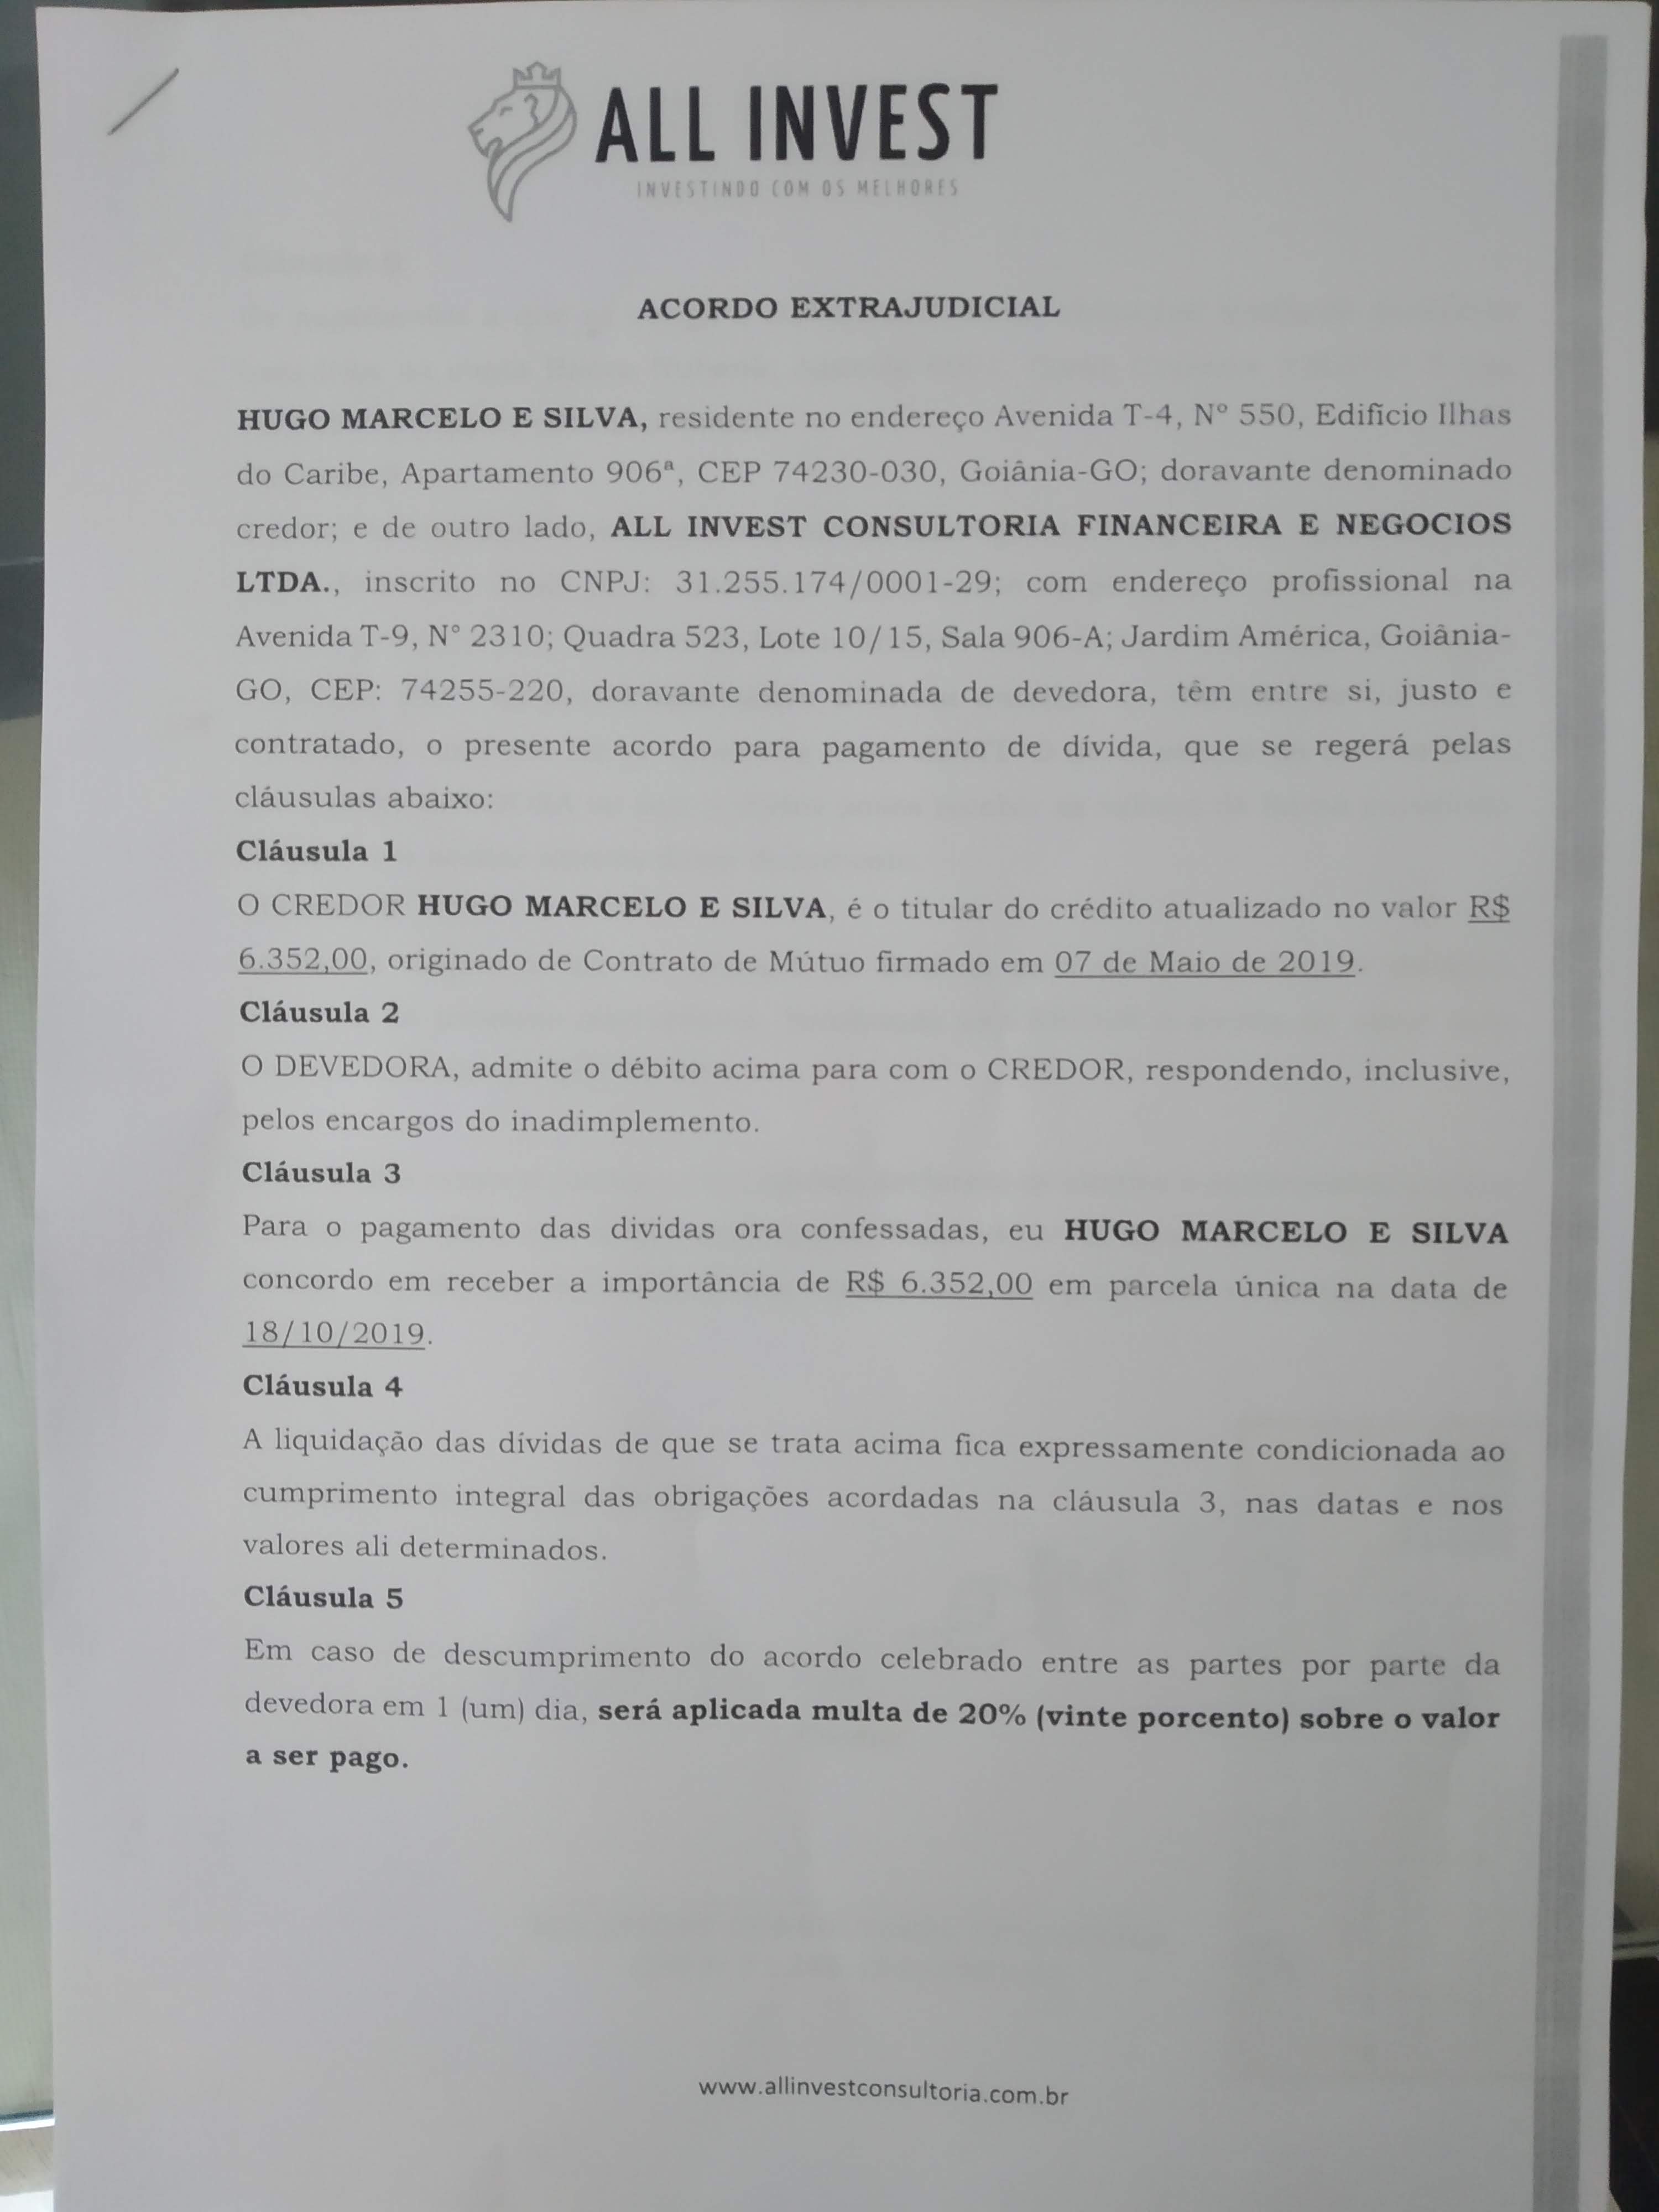 ALL INVEST
INVESTINDO COM OS MELHORES
ACORDO EXTRAJUDICIAL
HUGO MARCELO E SILVA, residente no endereço Avenida T-4, Nº 550, Edifício Ilhas
do Caribe, Apartamento 906ª, CEP 74230-030, Goiânia-GO; doravante denominado
credor; e de outro lado, ALL INVEST CONSULTORIA FINANCEIRA E NEGOCIOS
LTDA., inscrito no CNPJ: 31.255.174/0001-29; com endereço profissional na
Avenida T-9, N° 2310; Quadra 523, Lote 10/15, Sala 906-A; Jardim América, Goiânia-
GO, CEP: 74255-220, doravante denominada de devedora, têm entre si, justo e
contratado, o presente acordo para pagamento de dívida, que se regerá pelas
cláusulas abaixo:
Cláusula 1
O CREDOR HUGO MARCELO E SILVA, é o titular do crédito atualizado no valor R$
6.352,00, originado de Contrato de Mútuo firmado em 07 de Maio de 2019.
Cláusula 2
O DEVEDORA, admite o débito acima para com o CREDOR, respondendo, inclusive,
pelos encargos do inadimplemento.
Cláusula 3
Para o pagamento das dividas ora confessadas, eu HUGO MARCELO E SILVA
concordo em receber a importância de R$ 6.352,00 em parcela única na data de
18/10/2019.
Cláusula 4
A liquidação das dívidas de que se trata acima fica expressamente condicionada ao
cumprimento integral das obrigações acordadas na cláusula 3, nas datas e nos
valores ali determinados.
Cláusula 5
Em caso de descumprimento do acordo celebrado entre as partes por parte da
devedora em 1 (um) dia, será aplicada multa de 20% (vinte porcento) sobre o valor
a ser pago.
www.allinvestconsultoria.com.br